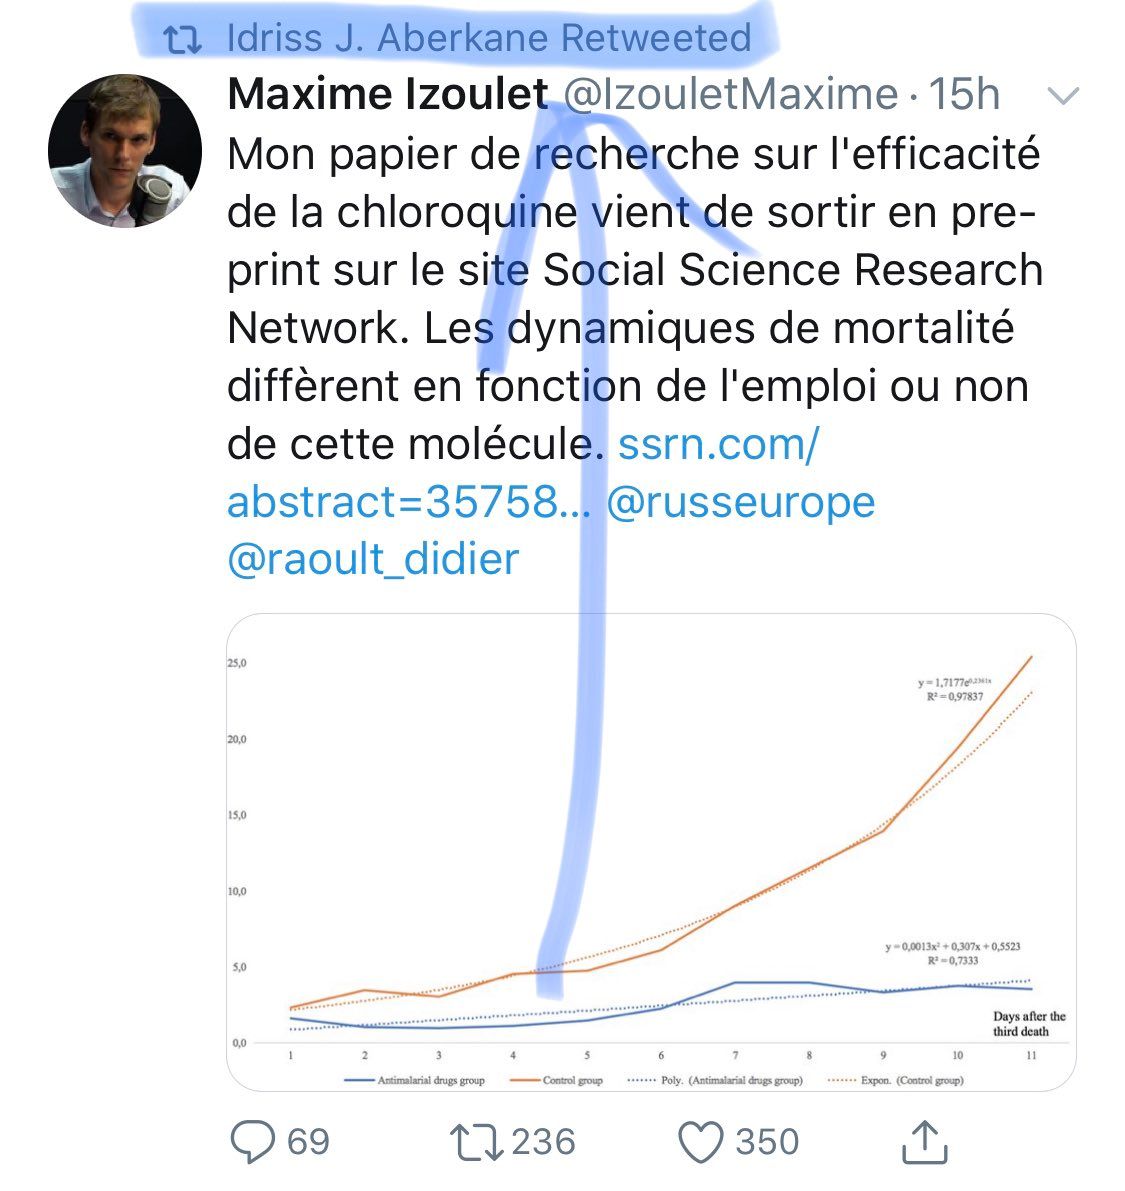 Idriss J. Aberkane Retweeted
Maxime Izoulet @IzouletMaxime · 15h
Mon papier de recherche sur l'efficacité
de la chloroquine vient de sortir en pre-
print sur le site Social Science Research
Network. Les dynamiques de mortalité
diffèrent en fonction de l'emploi ou non
de cette molécule. ssrn.com/
abstract=35758... @russeurope
@raoult_didier
25,0
y = 1,7177e^0,2361x
R² = 0,97837
20,0
15,0
10,0
y = 0,0013x² + 0,307x + 0,5523
R² = 0,7333
5,0
Days after the
third death
0,0
1 2 3 4 5 6 7 8 9 10 11
Antimalarial drugs group Control group Poly. (Antimalarial drugs group) Expon. (Control group)
69 236 350